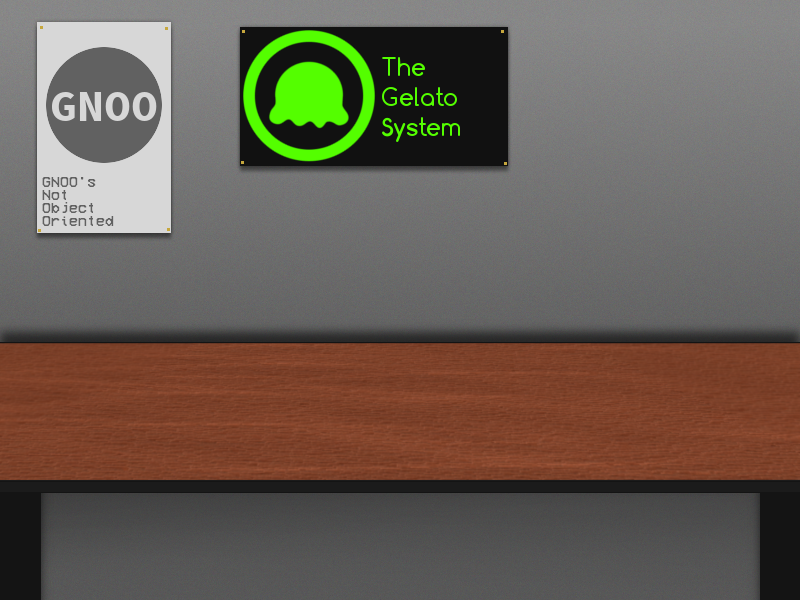 GNOO
GNOO's
Not
Object
Oriented
The
Gelato
System